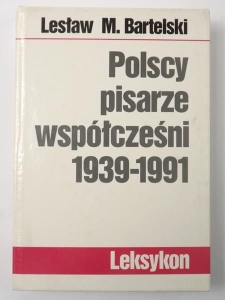 Lesław M. Bartelski
Polscy
pisarze
współcześni
1939-1991
Leksykon